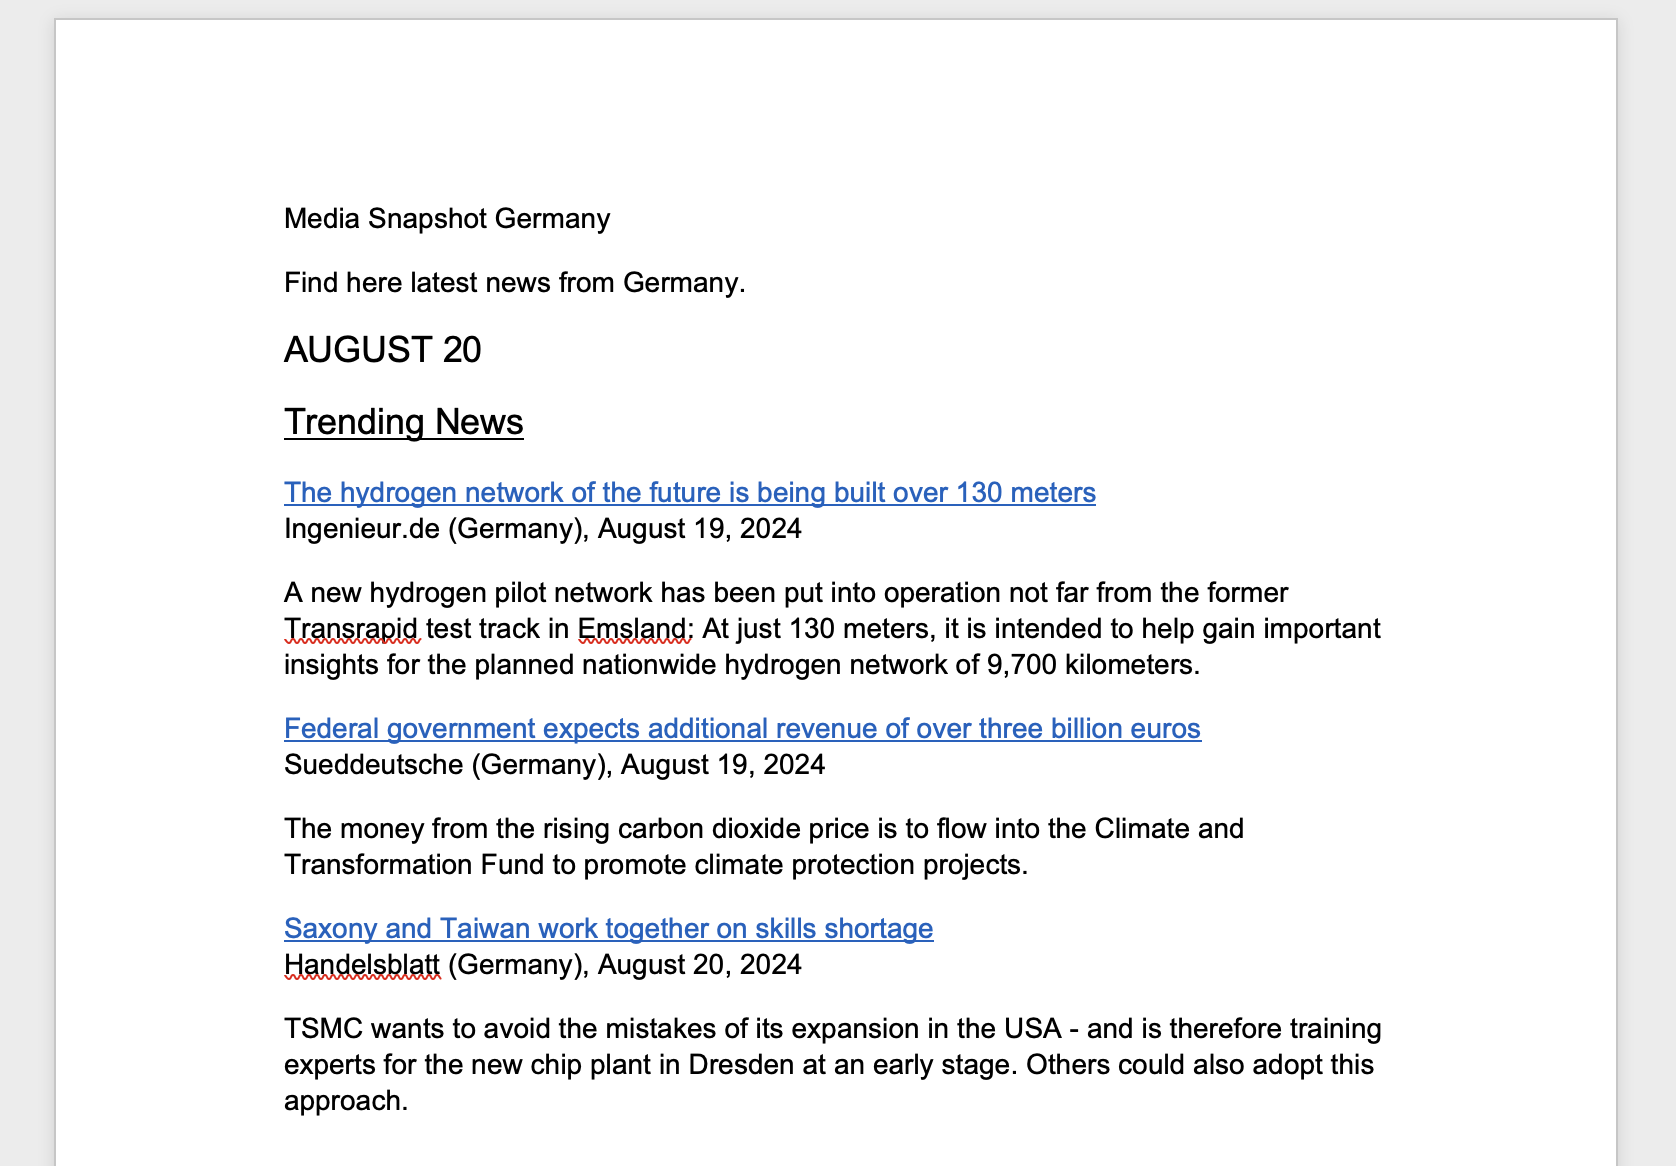 Media Snapshot Germany
Find here latest news from Germany.
AUGUST 20
Trending News
The hydrogen network of the future is being built over 130 meters
Ingenieur.de (Germany), August 19, 2024
A new hydrogen pilot network has been put into operation not far from the former
Transrapid test track in Emsland: At just 130 meters, it is intended to help gain important
insights for the planned nationwide hydrogen network of 9,700 kilometers.
Federal government expects additional revenue of over three billion euros
Sueddeutsche (Germany), August 19, 2024
The money from the rising carbon dioxide price is to flow into the Climate and
Transformation Fund to promote climate protection projects.
Saxony and Taiwan work together on skills shortage
Handelsblatt (Germany), August 20, 2024
TSMC wants to avoid the mistakes of its expansion in the USA - and is therefore training
experts for the new chip plant in Dresden at an early stage. Others could also adopt this
approach.